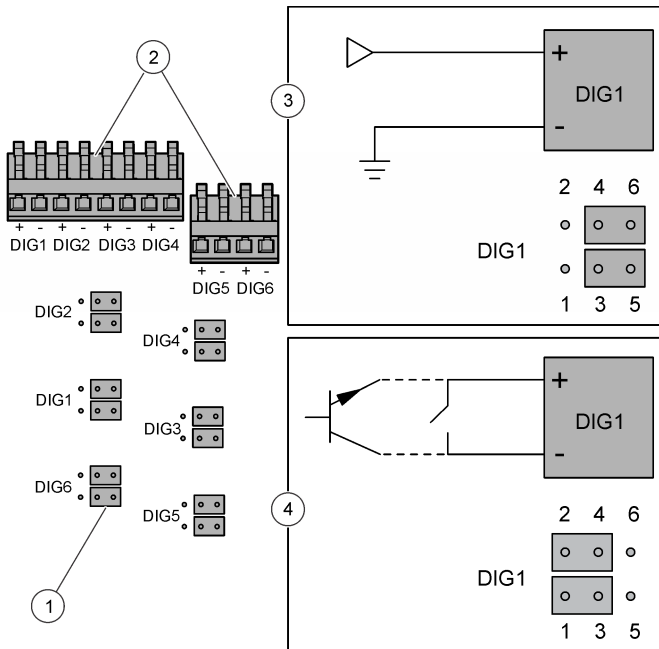 2
+ - + - + - + -
DIG1 DIG2 DIG3 DIG4
+ - + -
DIG5 DIG6
DIG2
DIG4
DIG1
DIG3
DIG6
DIG5
1
3
+
DIG1
-
2 4 6
DIG1
1 3 5
4
+
DIG1
-
2 4 6
DIG1
1 3 5